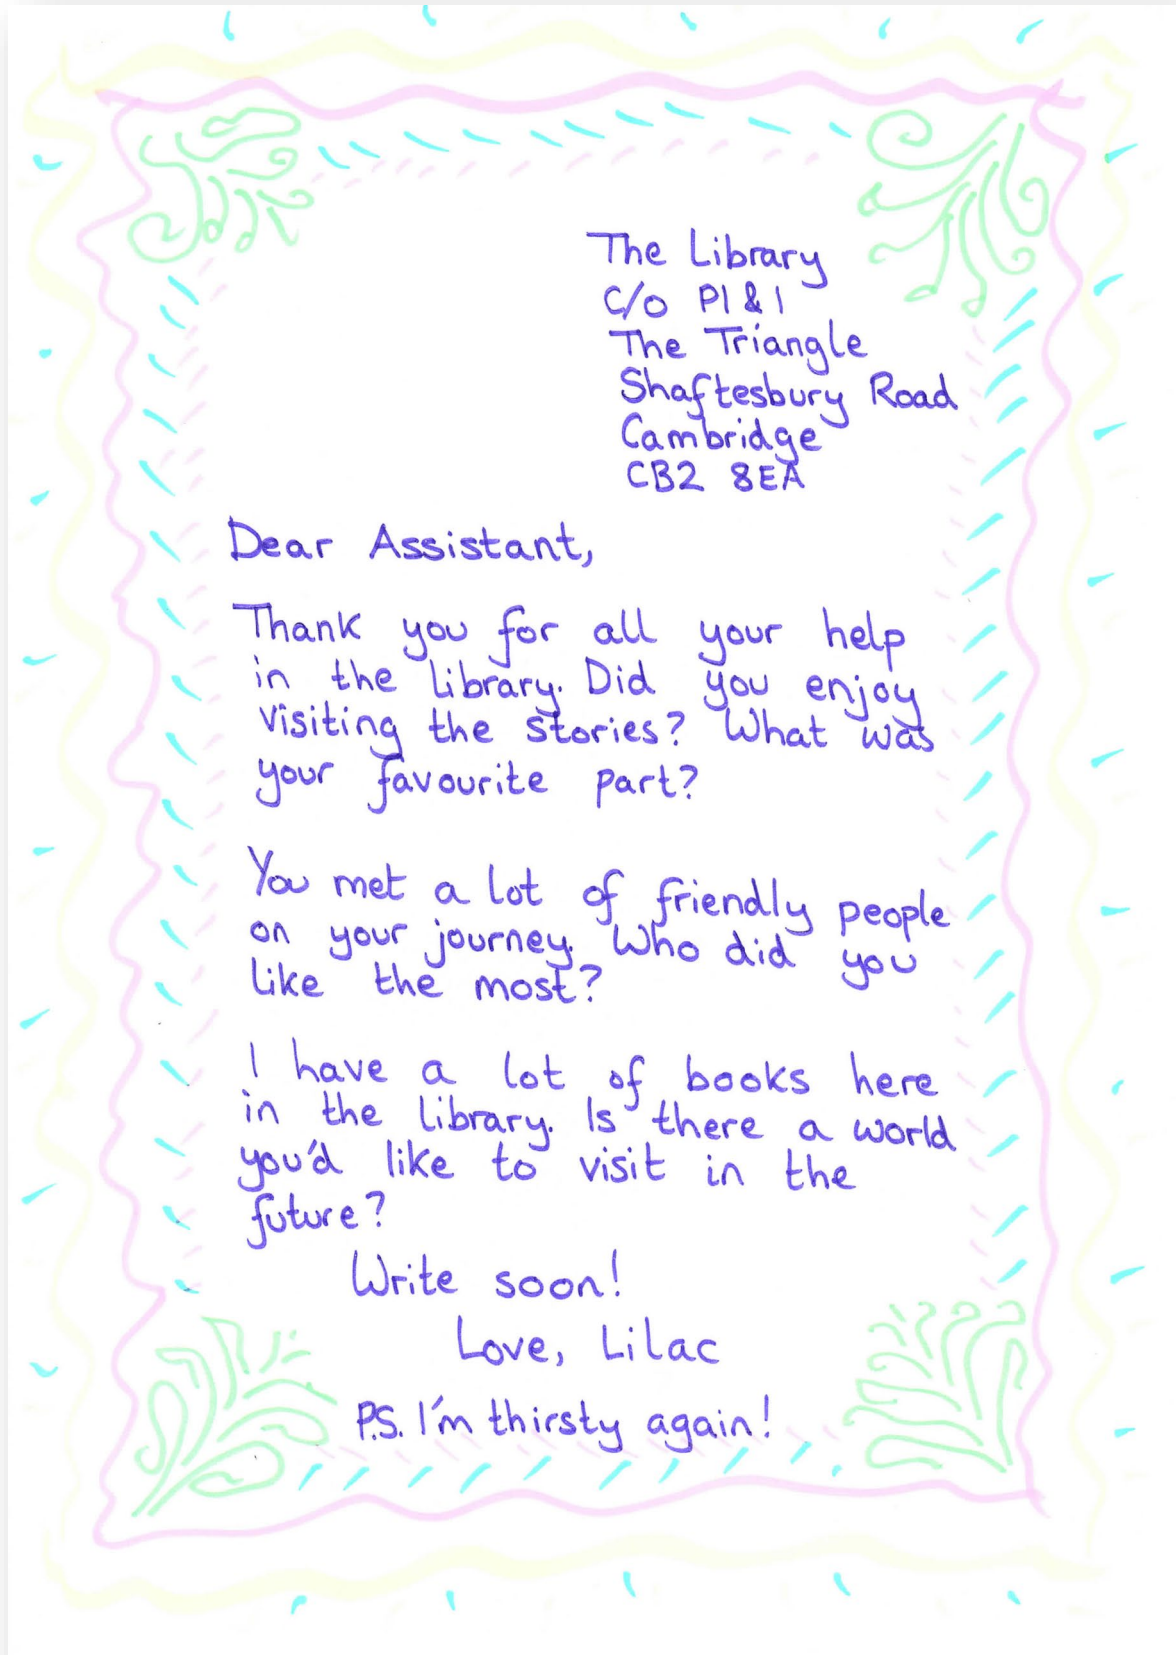 The Library
C/O P1 & 1
The Triangle
Shaftesbury Road
Cambridge
CB2 8EA
Dear Assistant,
Thank you for all your help
in the library. Did you enjoy
visiting the stories? What was
your favourite part?
You met a lot of friendly people
on your journey. Who did you
like the most?
I have a lot of books here
in the library. Is there a world
you'd like to visit in the
future?
Write soon!
Love, Lilac
P.S. I'm thirsty again!